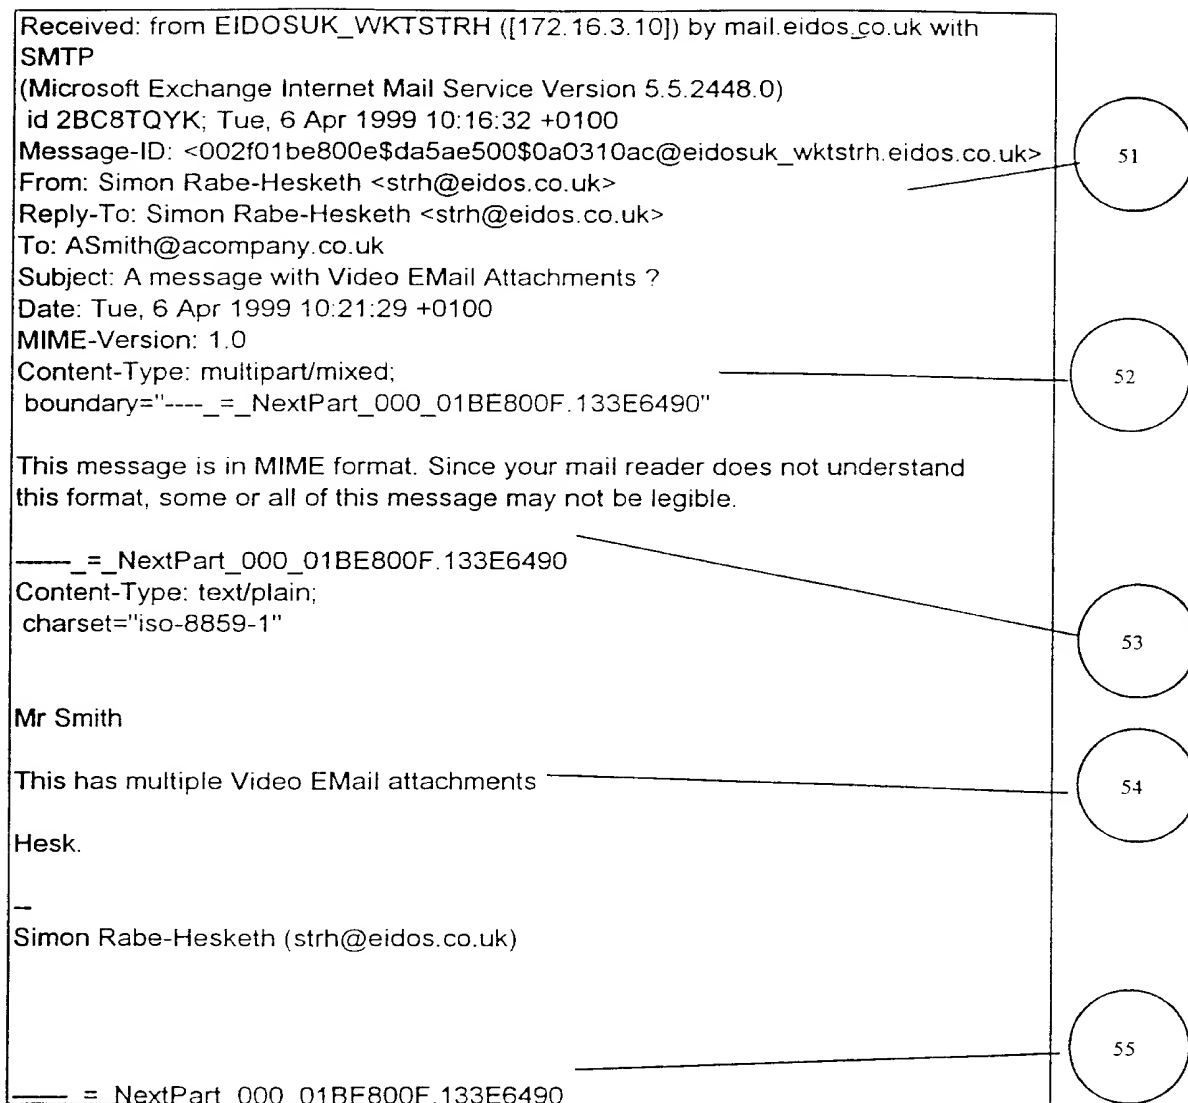 Received: from EIDOSUK_WKTSTRH ([172.16.3.10]) by mail.eidos.co.uk with
SMTP
(Microsoft Exchange Internet Mail Service Version 5.5.2448.0)
id 2BC8TQYK; Tue, 6 Apr 1999 10:16:32 +0100
Message-ID: <002f01be800e$da5ae500$0a0310ac@eidosuk_wktstrh.eidos.co.uk>
51
From: Simon Rabe-Hesketh <strh@eidos.co.uk>
Reply-To: Simon Rabe-Hesketh <strh@eidos.co.uk>
To: ASmith@acompany.co.uk
Subject: A message with Video EMail Attachments ?
Date: Tue, 6 Apr 1999 10:21:29 +0100
MIME-Version: 1.0
Content-Type: multipart/mixed;
52
boundary="----_=_NextPart_000_01BE800F.133E6490"
This message is in MIME format. Since your mail reader does not understand
this format, some or all of this message may not be legible.
------_=_NextPart_000_01BE800F.133E6490
Content-Type: text/plain;
charset="iso-8859-1"
53
Mr Smith
This has multiple Video EMail attachments
54
Hesk.
--
Simon Rabe-Hesketh (strh@eidos.co.uk)
55
------_=_NextPart_000_01BE800F.133E6490